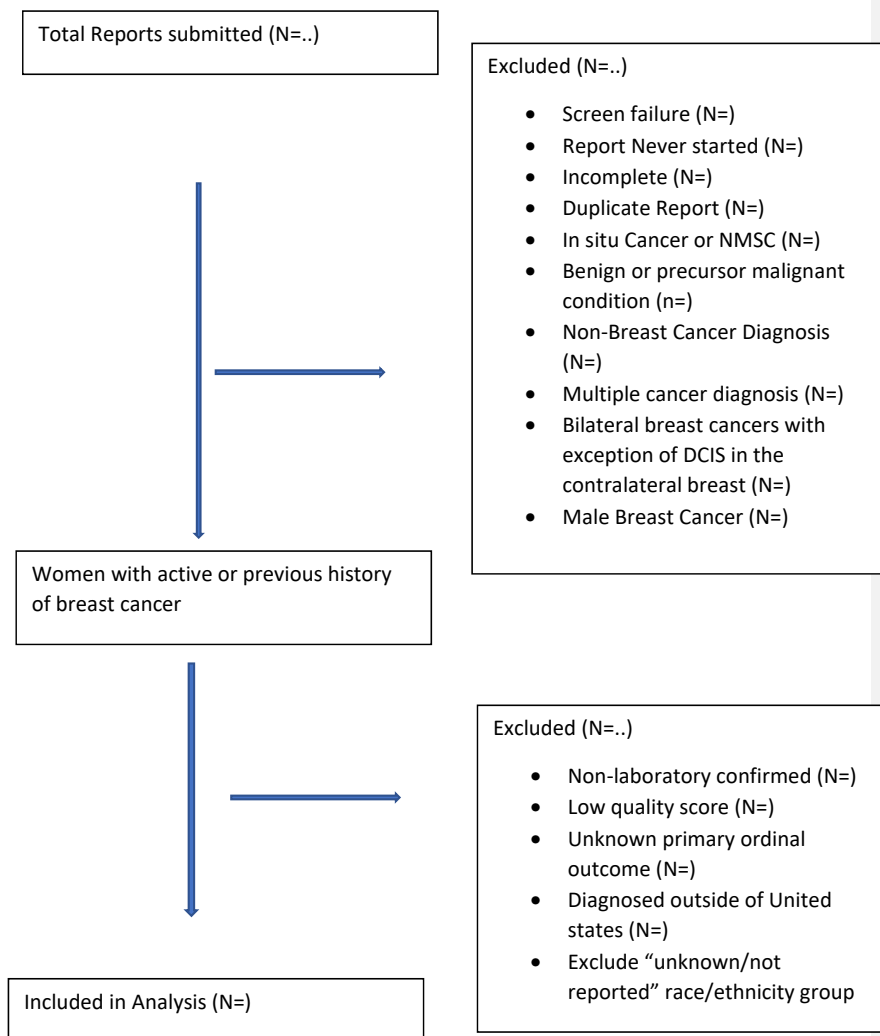 Total Reports submitted (N=..)
Excluded (N=..)
• Screen failure (N=)
• Report Never started (N=)
• Incomplete (N=)
• Duplicate Report (N=)
• In situ Cancer or NMSC (N=)
• Benign or precursor malignant
condition (n=)
• Non-Breast Cancer Diagnosis
(N=)
• Multiple cancer diagnosis (N=)
• Bilateral breast cancers with
exception of DCIS in the
contralateral breast (N=)
• Male Breast Cancer (N=)
Women with active or previous history
of breast cancer
Excluded (N=..)
• Non-laboratory confirmed (N=)
• Low quality score (N=)
• Unknown primary ordinal
outcome (N=)
• Diagnosed outside of United
states (N=)
• Exclude “unknown/not
reported” race/ethnicity group
Included in Analysis (N=)